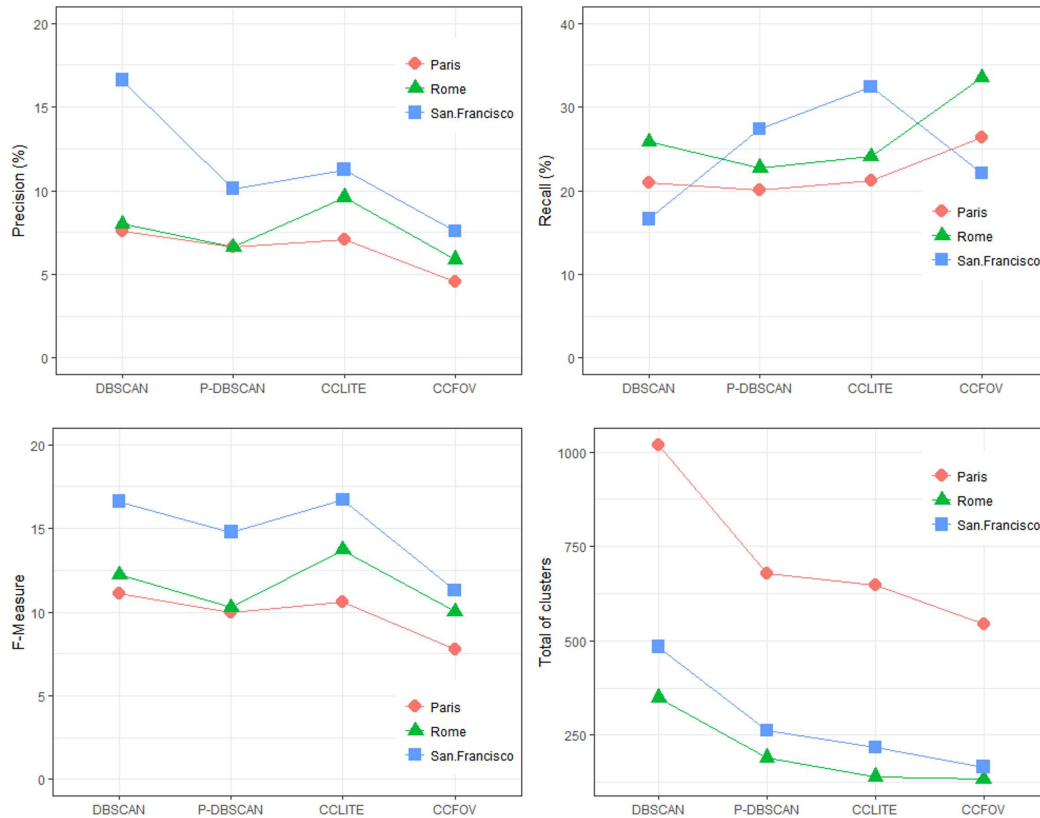 20
15
10
5
0
Precision (%)
Paris
Rome
San.Francisco
DBSCAN P-DBSCAN CCLITE CCFOV
40
30
20
10
0
Recall (%)
Paris
Rome
San.Francisco
DBSCAN P-DBSCAN CCLITE CCFOV
20
15
10
5
0
F-Measure
Paris
Rome
San.Francisco
DBSCAN P-DBSCAN CCLITE CCFOV
1000
750
500
250
Total of clusters
Paris
Rome
San.Francisco
DBSCAN P-DBSCAN CCLITE CCFOV